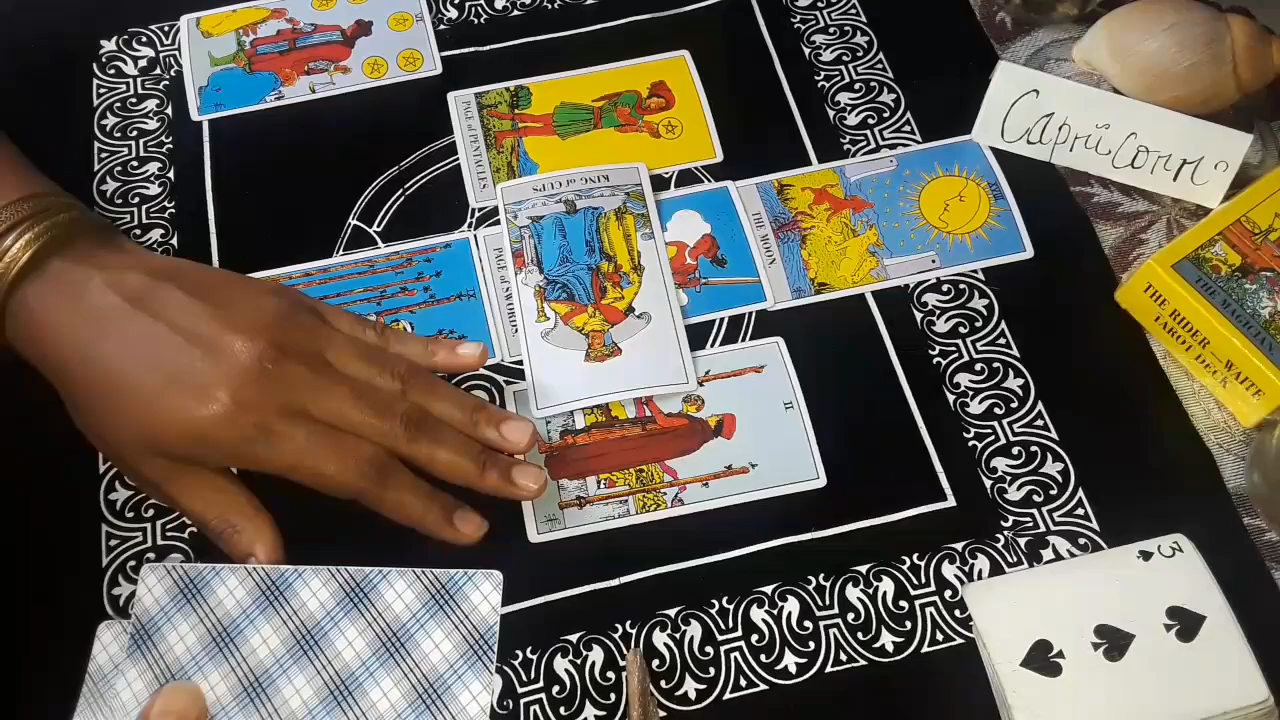 PAGE of PENTACLES.
KING of CUPS
PAGE of SWORDS.
THE MOON.
XVIII
II
Capricorn
THE MAGICIAN.
THE RIDER—WAITE
TAROT DECK
3